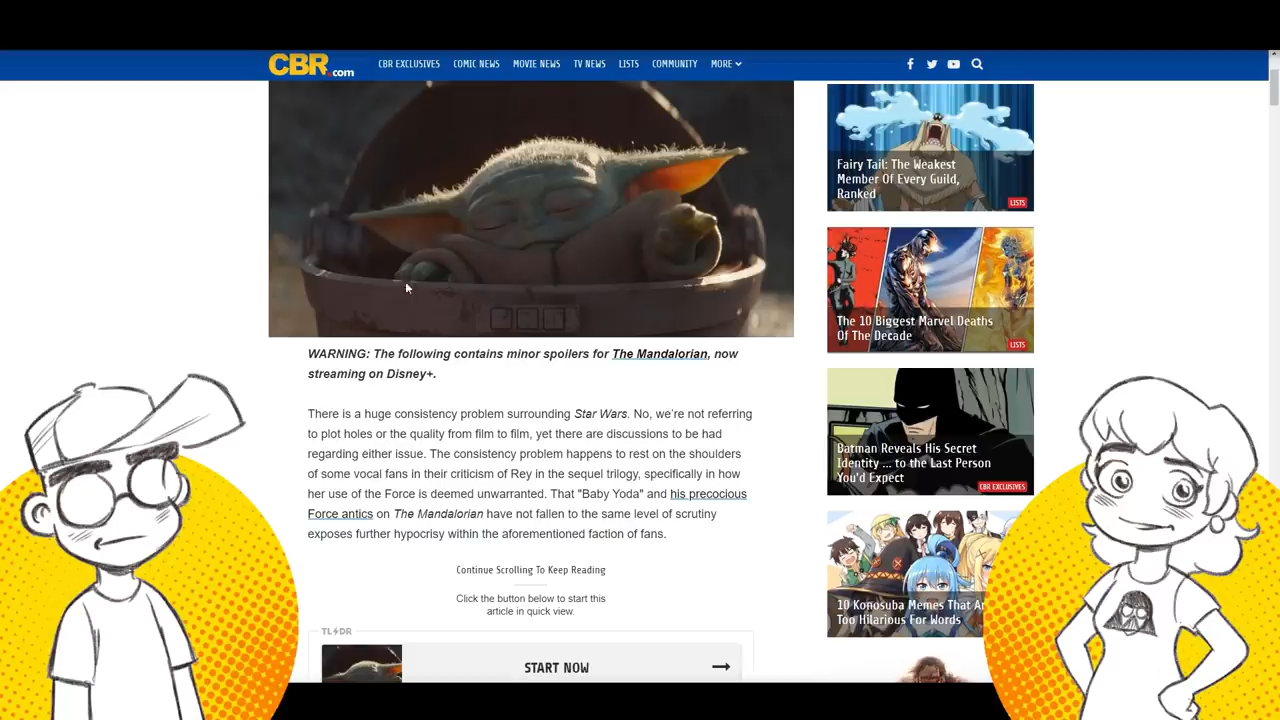 CBR.com
CBR EXCLUSIVES
COMIC NEWS
MOVIE NEWS
TV NEWS
LISTS
COMMUNITY
MORE
WARNING: The following contains minor spoilers for The Mandalorian, now
streaming on Disney+.
There is a huge consistency problem surrounding Star Wars. No, we're not referring
to plot holes or the quality from film to film, yet there are discussions to be had
regarding either issue. The consistency problem happens to rest on the shoulders
of some vocal fans in their criticism of Rey in the sequel trilogy, specifically in how
her use of the Force is deemed unwarranted. That "Baby Yoda" and his precocious
Force antics on The Mandalorian have not fallen to the same level of scrutiny
exposes further hypocrisy within the aforementioned faction of fans.
Continue Scrolling To Keep Reading
Click the button below to start this
article in quick view.
TL DR
START NOW
Fairy Tail: The Weakest
Member Of Every Guild,
Ranked
LISTS
The 10 Biggest Marvel Deaths
Of The Decade
LISTS
Batman Reveals His Secret
Identity ... to the Last Person
You'd Expect
CBR EXCLUSIVES
10 Konosuba Memes That Ar
Too Hilarious For Words